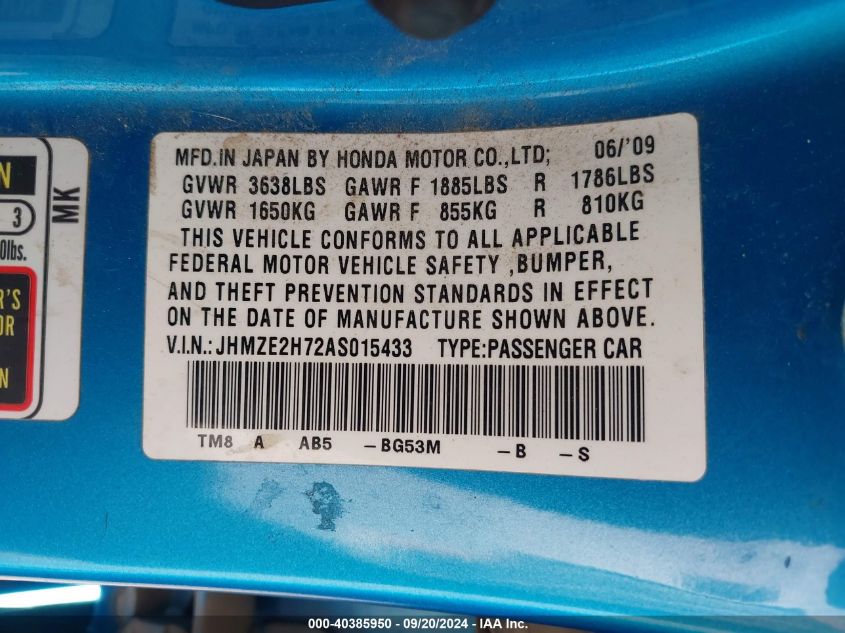 MFD.IN JAPAN BY HONDA MOTOR CO.,LTD; 06/'09
GVWR 3638LBS GAWR F 1885LBS R 1786LBS
GVWR 1650KG GAWR F 855KG R 810KG
THIS VEHICLE CONFORMS TO ALL APPLICABLE
FEDERAL MOTOR VEHICLE SAFETY ,BUMPER,
AND THEFT PREVENTION STANDARDS IN EFFECT
ON THE DATE OF MANUFACTURE SHOWN ABOVE.
V.I.N.:JHMZE2H72AS015433 TYPE:PASSENGER CAR
TM8 A AB5 -BG53M -B -S
N
3
0lbs.
R'S
OR
N
MK
000-40385950 - 09/20/2024 - IAA Inc.